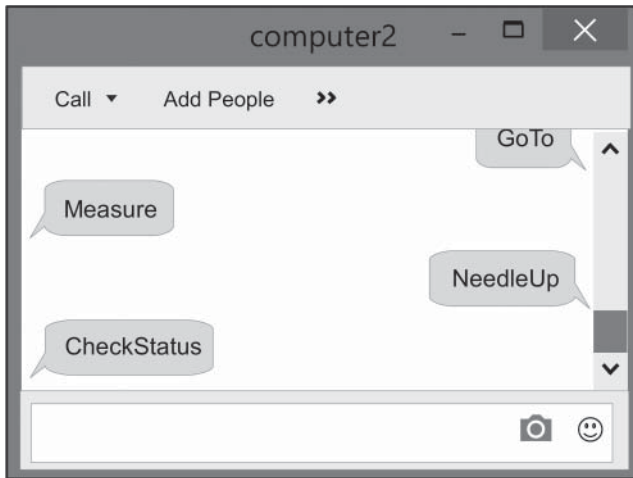 computer2
Call Add People
GoTo
Measure
NeedleUp
CheckStatus